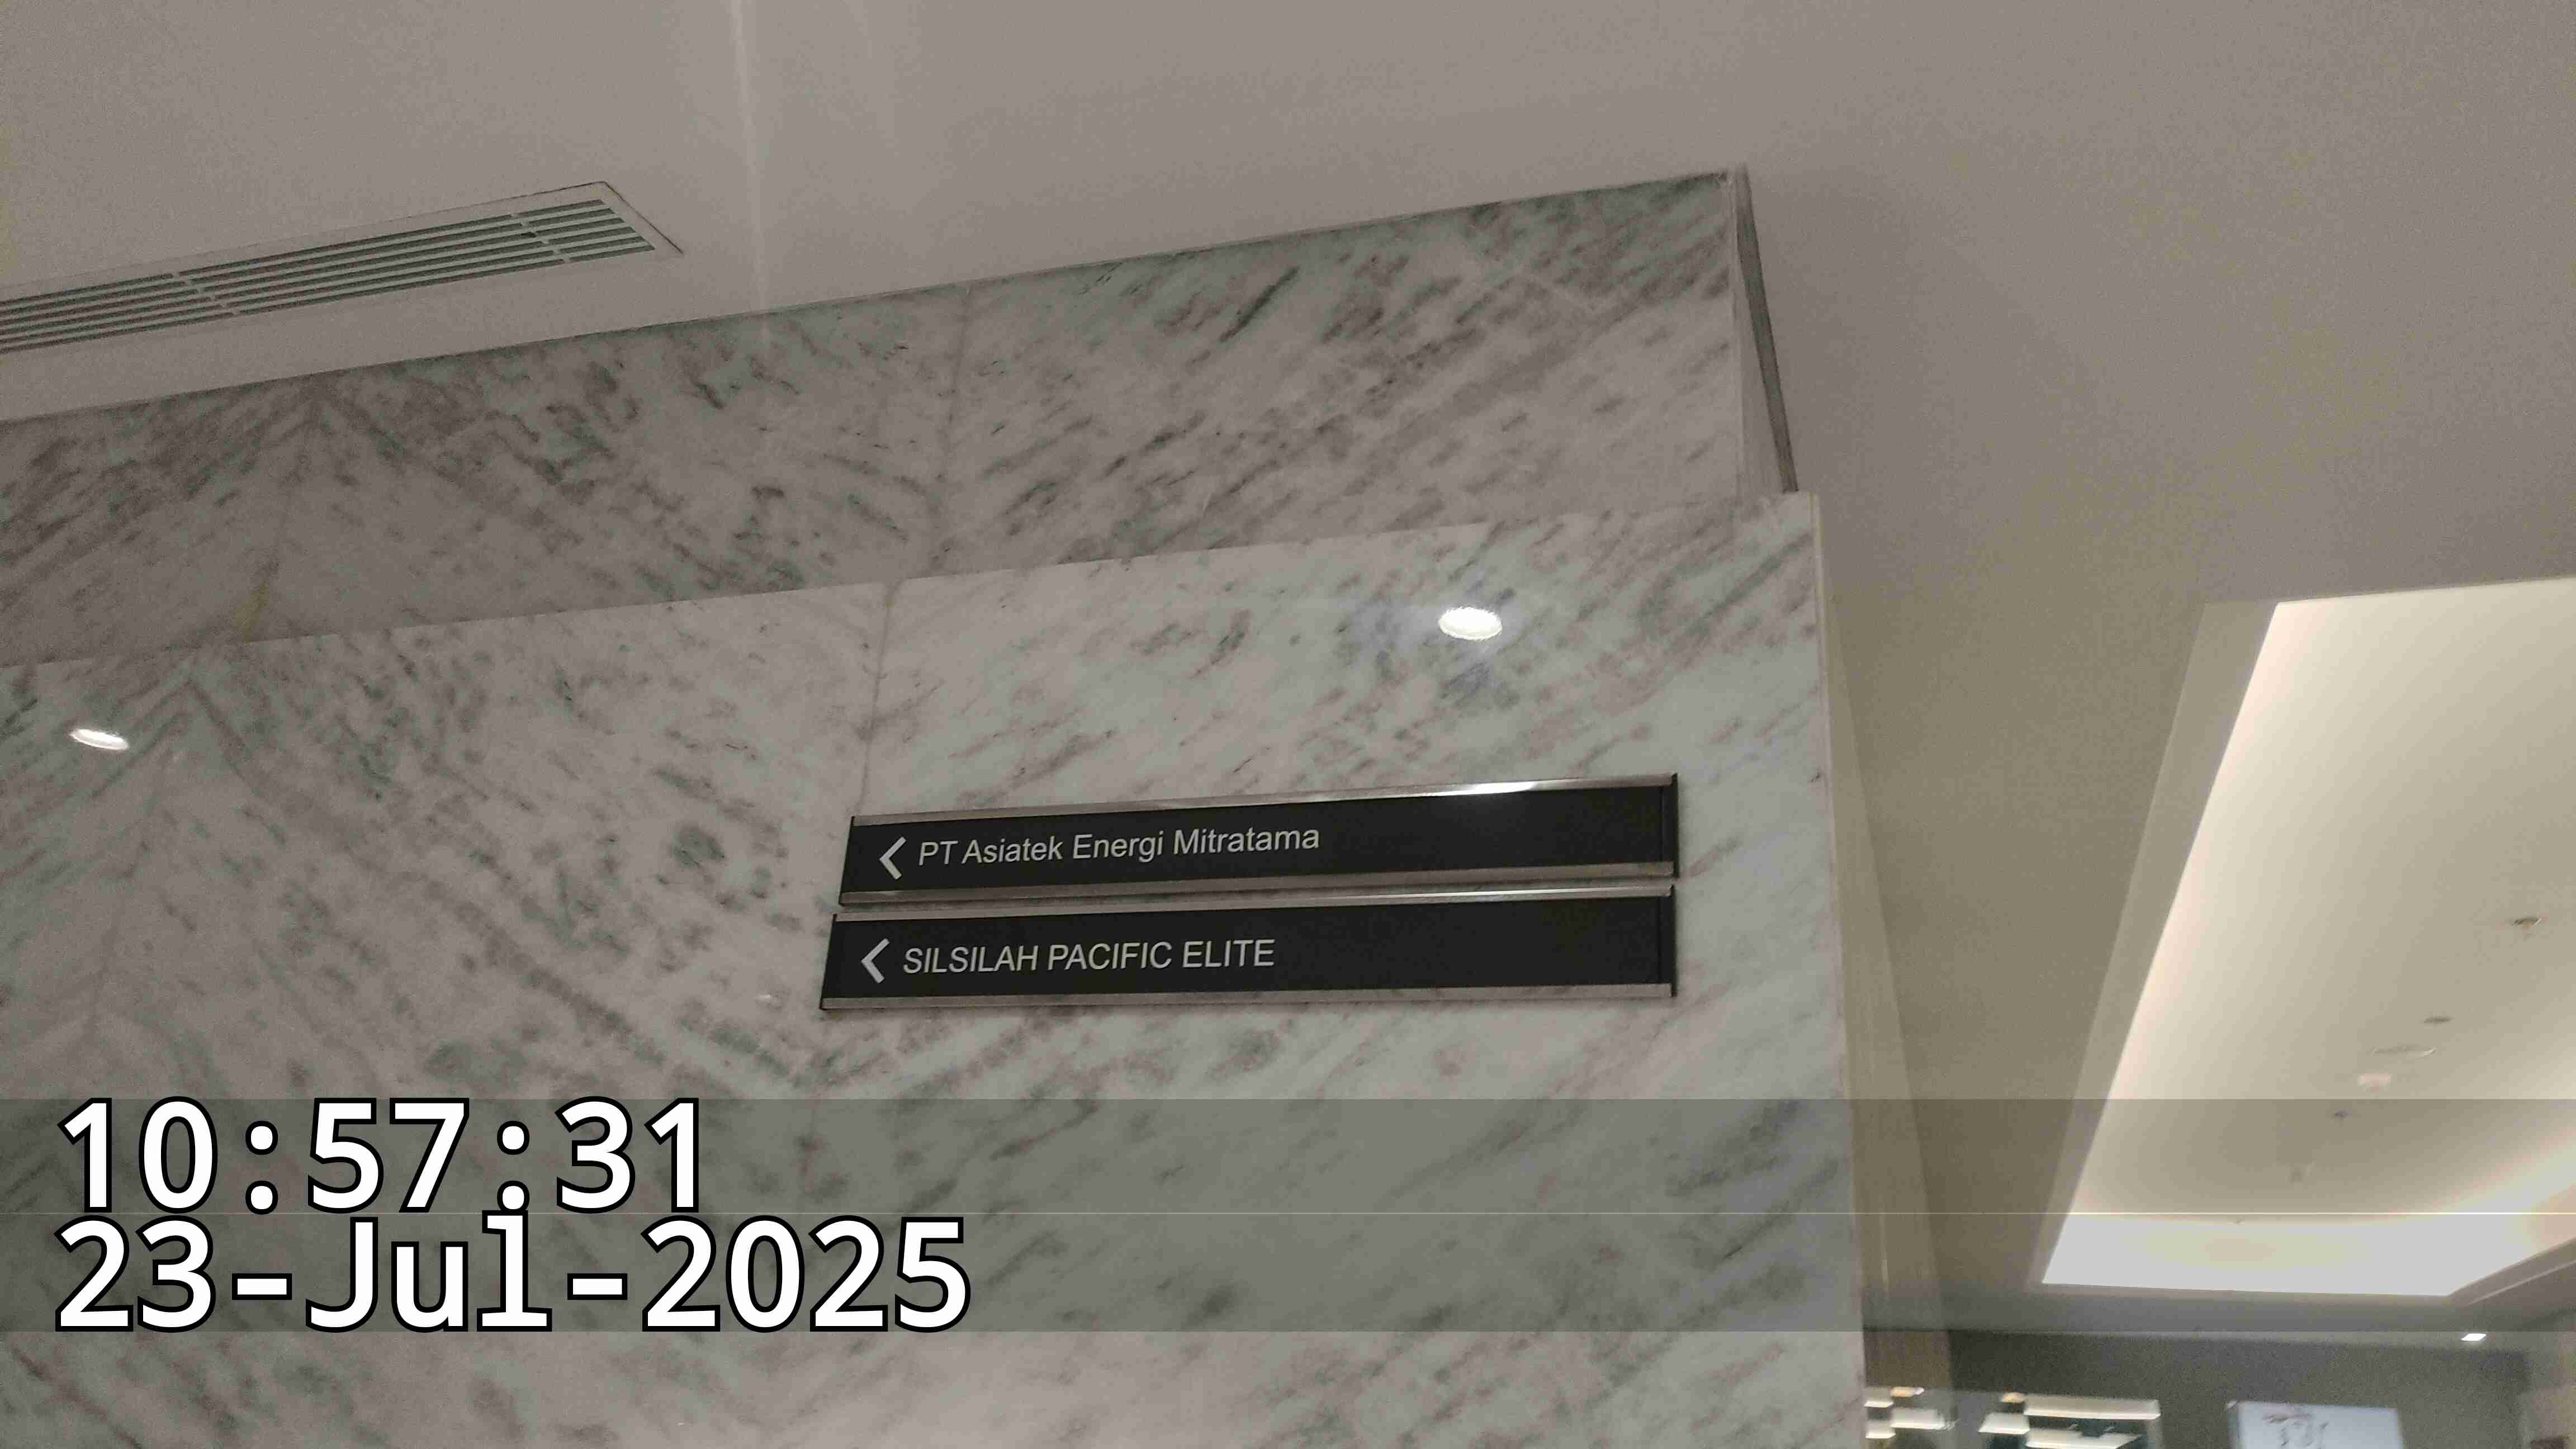 PT Asiatek Energi Mitratama
SILSILAH PACIFIC ELITE
10:57:31
23-Jul-2025